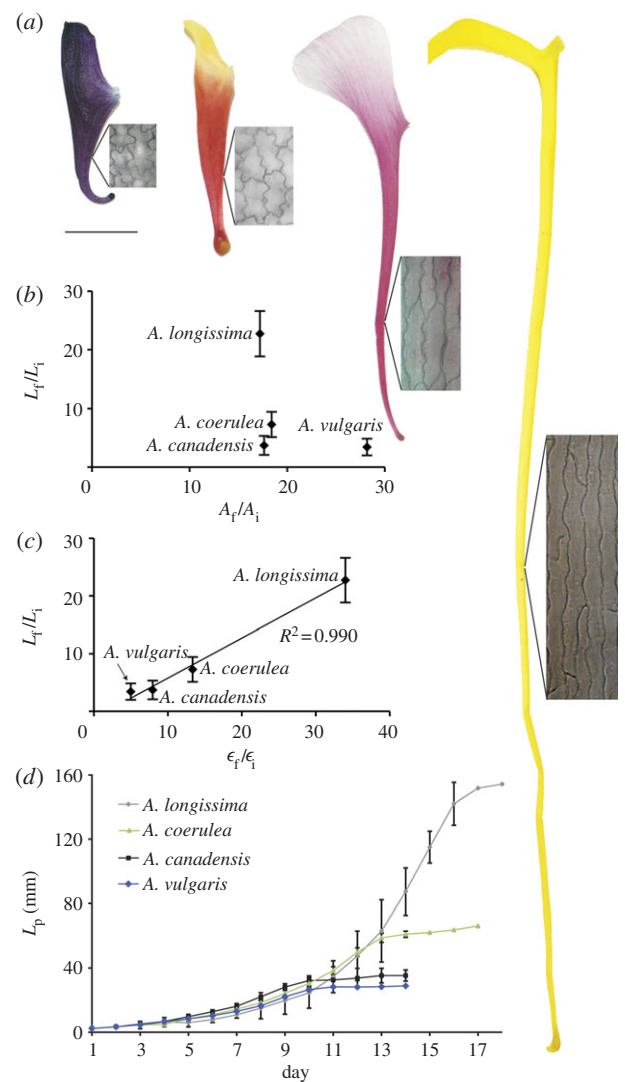 (a)
(b)
30
20
10
0
L_f/L_i
A. longissima
A. coerulea
A. canadensis
A. vulgaris
0 10 20 30
A_f/A_i
(c)
30
20
10
L_f/L_i
A. longissima
R² = 0.990
A. vulgaris
A. coerulea
A. canadensis
0 10 20 30 40
ϵ_f/ϵ_i
(d)
160
120
80
40
0
L_p (mm)
A. longissima
A. coerulea
A. canadensis
A. vulgaris
1 3 5 7 9 11 13 15 17
day